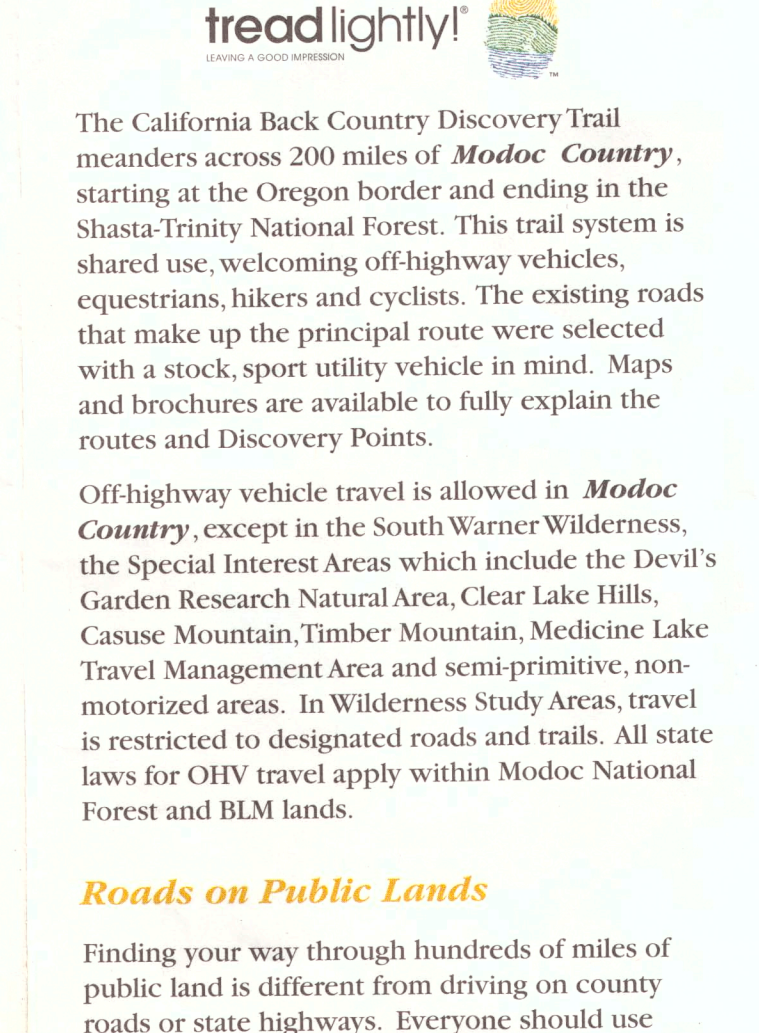 treadlightly!®
LEAVING A GOOD IMPRESSION
TM
The California Back Country Discovery Trail
meanders across 200 miles of Modoc Country,
starting at the Oregon border and ending in the
Shasta-Trinity National Forest. This trail system is
shared use, welcoming off-highway vehicles,
equestrians, hikers and cyclists. The existing roads
that make up the principal route were selected
with a stock, sport utility vehicle in mind. Maps
and brochures are available to fully explain the
routes and Discovery Points.
Off-highway vehicle travel is allowed in Modoc
Country, except in the South Warner Wilderness,
the Special Interest Areas which include the Devil's
Garden Research Natural Area, Clear Lake Hills,
Casuse Mountain, Timber Mountain, Medicine Lake
Travel Management Area and semi-primitive, non-
motorized areas. In Wilderness Study Areas, travel
is restricted to designated roads and trails. All state
laws for OHV travel apply within Modoc National
Forest and BLM lands.
Roads on Public Lands
Finding your way through hundreds of miles of
public land is different from driving on county
roads or state highways. Everyone should use